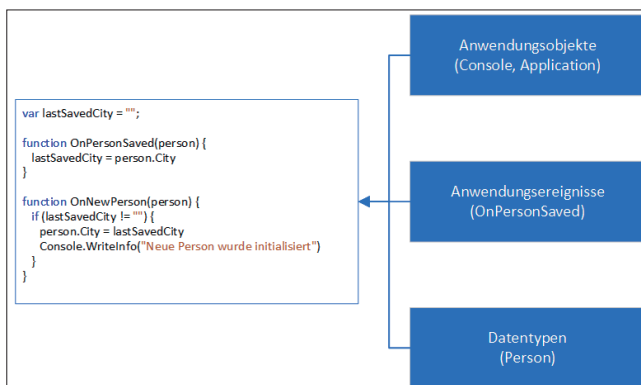 var lastSavedCity = "";
function OnPersonSaved(person) {
lastSavedCity = person.City
}
function OnNewPerson(person) {
if (lastSavedCity != "") {
person.City = lastSavedCity
Console.WriteInfo("Neue Person wurde initialisiert")
}
}
Anwendungsobjekte
(Console, Application)
Anwendungsereignisse
(OnPersonSaved)
Datentypen
(Person)